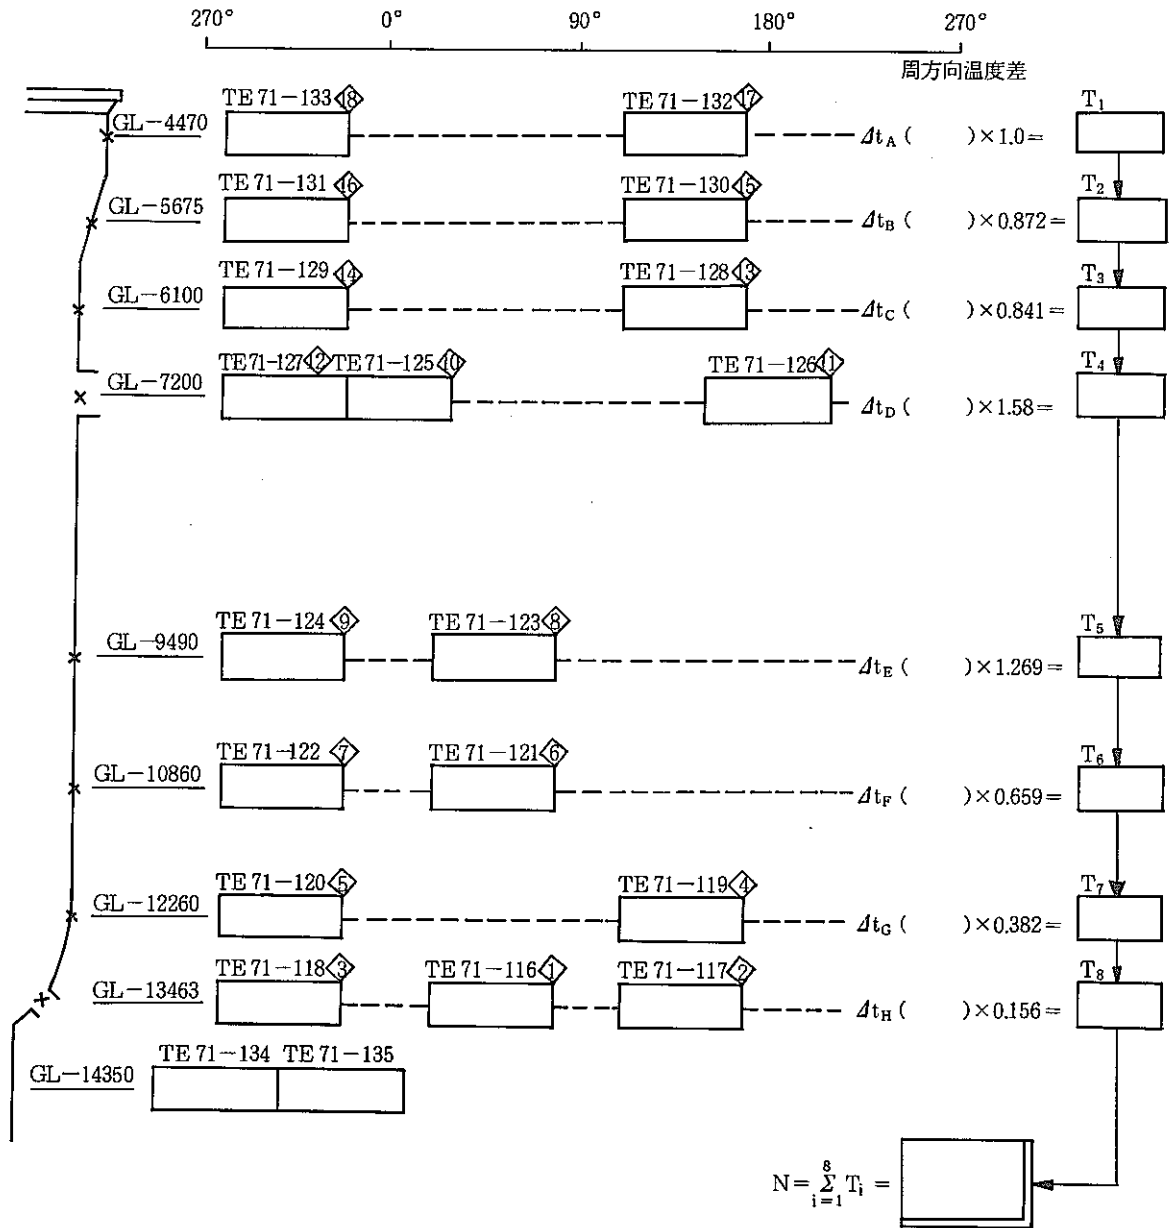 270° 0° 90° 180° 270°
周方向温度差
TE 71-133 18 TE 71-132 17 T₁
GL-4470 Δt_A ( )×1.0=
TE 71-131 16 TE 71-130 15 T₂
GL-5675 Δt_B ( )×0.872=
TE 71-129 14 TE 71-128 13 T₃
GL-6100 Δt_C ( )×0.841=
TE 71-127 12 TE 71-125 10 TE 71-126 11 T₄
GL-7200 Δt_D ( )×1.58=
TE 71-124 9 TE 71-123 8 T₅
GL-9490 Δt_E ( )×1.269=
TE 71-122 7 TE 71-121 6 T₆
GL-10860 Δt_F ( )×0.659=
TE 71-120 5 TE 71-119 4 T₇
GL-12260 Δt_G ( )×0.382=
TE 71-118 3 TE 71-116 1 TE 71-117 2 T₈
GL-13463 Δt_H ( )×0.156=
TE 71-134 TE 71-135
GL-14350
N=∑_{i=1}^{8} T_i =